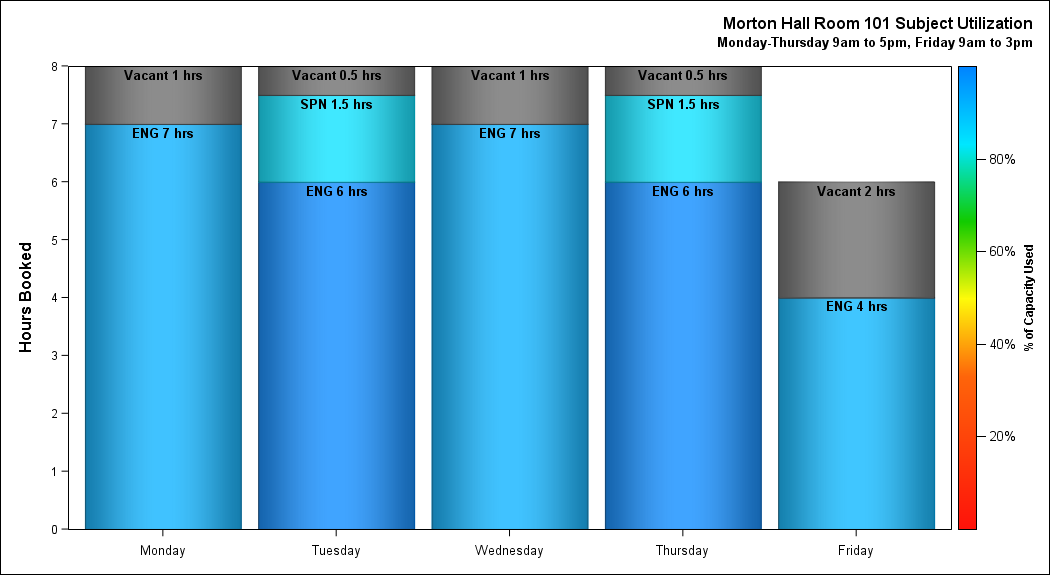 Morton Hall Room 101 Subject Utilization
Monday-Thursday 9am to 5pm, Friday 9am to 3pm
Hours Booked
8
7
6
5
4
3
2
1
0
Vacant 1 hrs
ENG 7 hrs
Vacant 0.5 hrs
SPN 1.5 hrs
ENG 6 hrs
Vacant 1 hrs
ENG 7 hrs
Vacant 0.5 hrs
SPN 1.5 hrs
ENG 6 hrs
Vacant 2 hrs
ENG 4 hrs
Monday
Tuesday
Wednesday
Thursday
Friday
80%
60%
40%
20%
% of Capacity Used